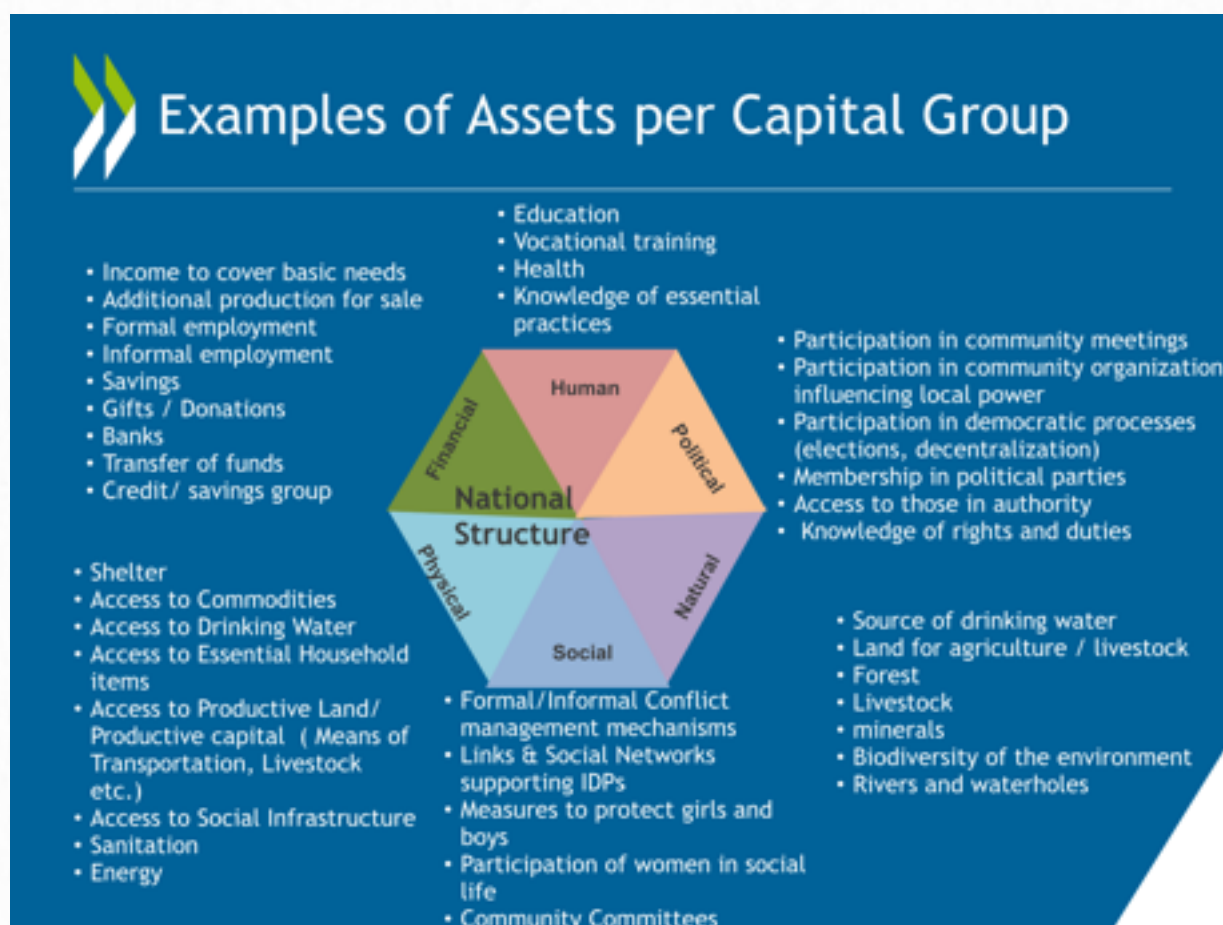 Examples of Assets per Capital Group
• Education
• Vocational training
• Health
• Knowledge of essential
practices
• Income to cover basic needs
• Additional production for sale
• Formal employment
• Informal employment
• Savings
• Gifts / Donations
• Banks
• Transfer of funds
• Credit/ savings group
• Participation in community meetings
• Participation in community organization
influencing local power
• Participation in democratic processes
(elections, decentralization)
• Membership in political parties
• Access to those in authority
• Knowledge of rights and duties
Human
Financial
Political
National
Structure
Physical
Natural
Social
• Shelter
• Access to Commodities
• Access to Drinking Water
• Access to Essential Household
items
• Access to Productive Land/
Productive capital ( Means of
Transportation, Livestock
etc.)
• Access to Social Infrastructure
• Sanitation
• Energy
• Formal/Informal Conflict
management mechanisms
• Links & Social Networks
supporting IDPs
• Measures to protect girls and
boys
• Participation of women in social
life
• Community Committees
• Source of drinking water
• Land for agriculture / livestock
• Forest
• Livestock
• minerals
• Biodiversity of the environment
• Rivers and waterholes